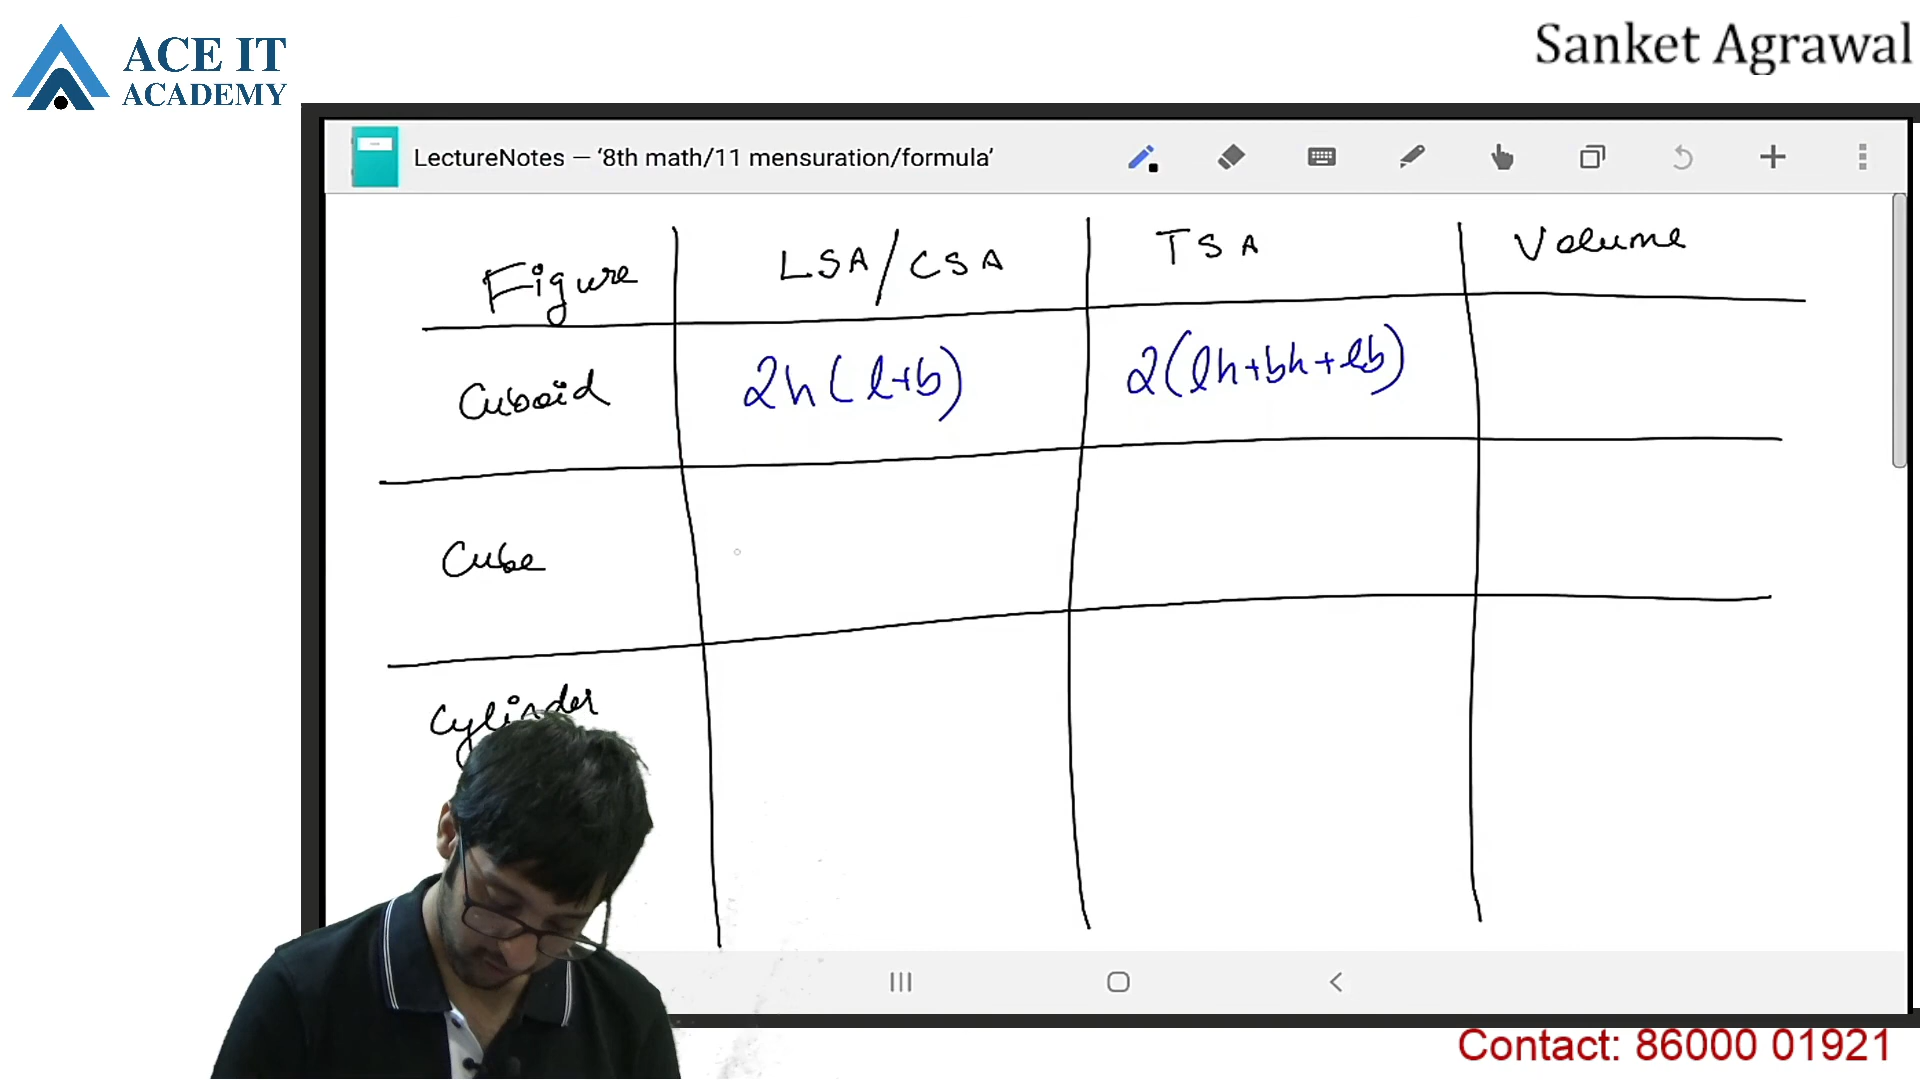 ACE IT
ACADEMY
Sanket Agrawal
LectureNotes – ‘8th math/11 mensuration/formula’
Figure LSA/CSA TSA Volume
Cuboid 2h(l+b) 2(lh+bh+lb)
Cube
Cylinder
Contact: 86000 01921